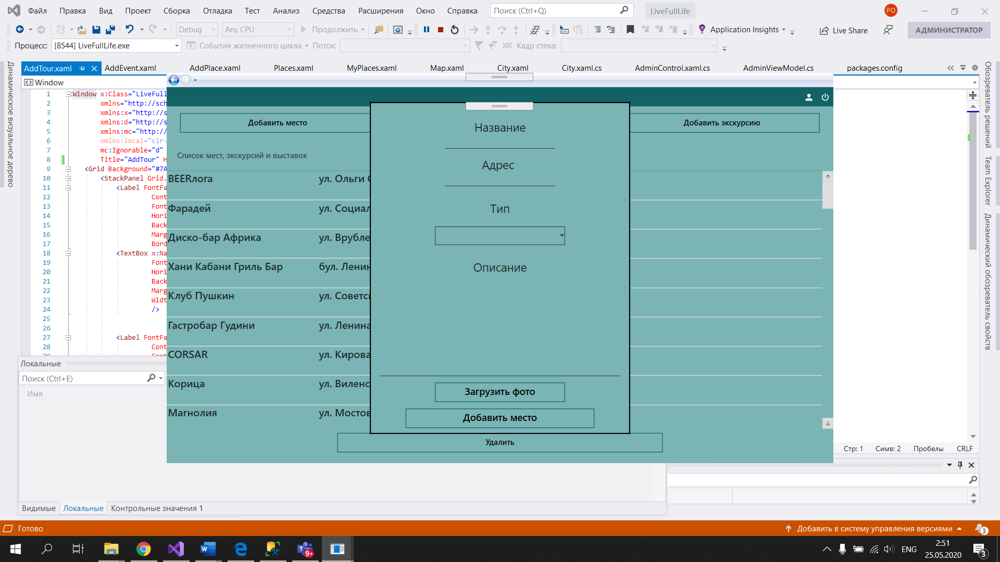 Файл Правка Вид Проект Сборка Отладка Тест Анализ Средства Расширения Окно Справка Поиск (Ctrl+Q) LiveFullLife PO
Debug Any CPU Продолжить Application Insights Live Share АДМИНИСТРАТОР
Процесс: [8544] LiveFullLife.exe События жизненного цикла Поток: Кадр стека:
AddTour.xaml AddEvent.xaml AddPlace.xaml Places.xaml MyPlaces.xaml Map.xaml City.xaml City.xaml.cs AdminControl.xaml.cs AdminViewModel.cs packages.config
Динамическое визуальное дерево
Window
1 Window x:Class="LiveFull
2 xmlns="http://sch
3 xmlns:x="http://s
4 xmlns:d="http://s
5 xmlns:mc="http://
6 xmlns:local="clr-
7 mc:Ignorable="d"
8 Title="AddTour" H
9 <Grid Background="#7A
10 <StackPanel Grid.
11 <Label FontFa
12 Cont
13 Font
14 Hori
15 Back
16 Marg
17 Bord
18 <TextBox x:Na
19 Font
20 Hori
21 Back
22 Marg
23 Widt
24 />
25
26
27 <Label FontFa
28 Cont
Добавить место
Добавить экскурсию
Список мест, экскурсий и выставок
BEERлога ул. Ольги
Фарадей ул. Социал
Диско-бар Африка ул. Врубле
Хани Кабани Гриль Бар бул. Ленин
Клуб Пушкин ул. Советс
Гастробар Гудини ул. Ленина
CORSAR ул. Кирова
Корица ул. Виленс
Магнолия ул. Мостов
Удалить
Название
Адрес
Тип
Описание
Загрузить фото
Добавить место
Обозреватель решений
Team Explorer
Динамический обозреватель свойств
Стр: 1 Симв: 2 Пробелы CRLF
Локальные
Поиск (Ctrl+E)
Имя
Видимые Локальные Контрольные значения 1
Готово
Добавить в систему управления версиями 3
9+
ENG
2:51
25.05.2020
3